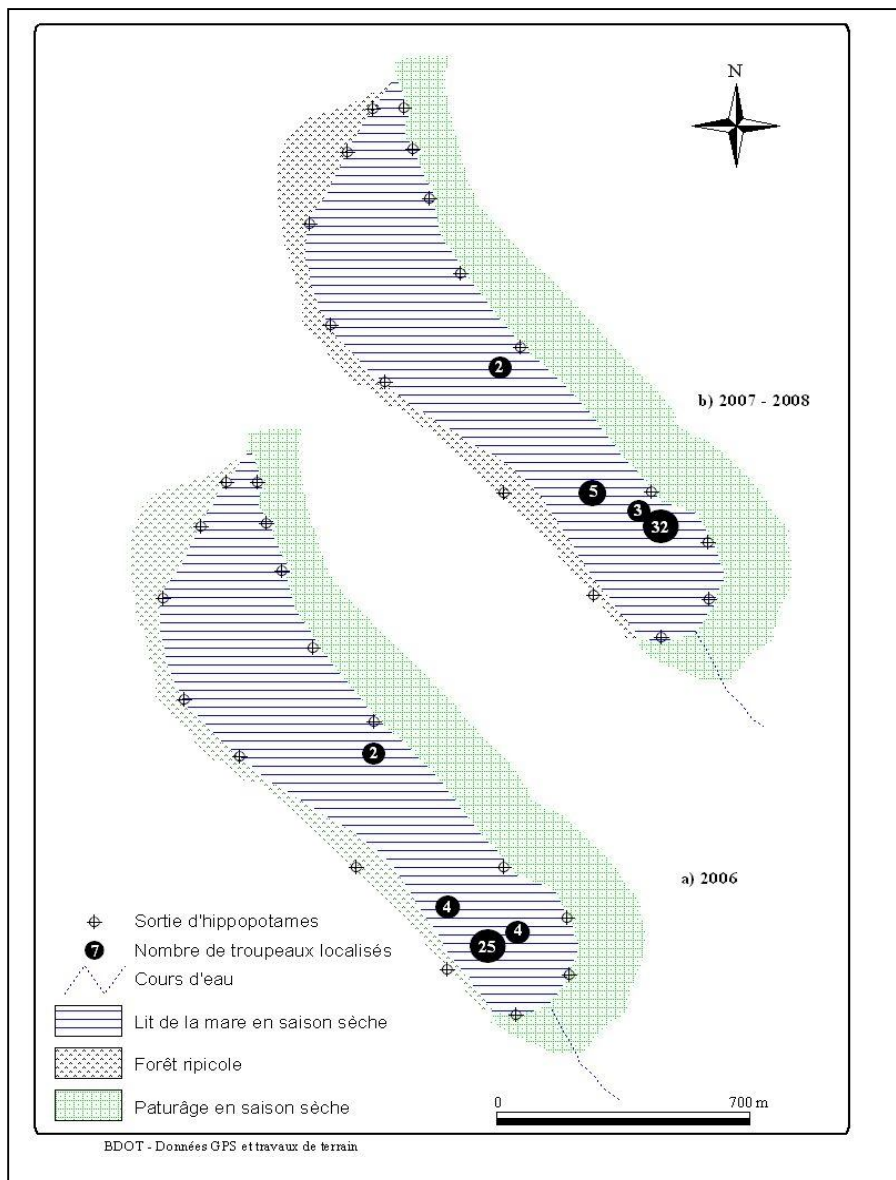 N
b) 2007 - 2008
2
5
3
32
2
a) 2006
4
4
25
Sortie d'hippopotames
7 Nombre de troupeaux localisés
Cours d'eau
Lit de la mare en saison sèche
Forêt ripicole
Paturâge en saison sèche
0 700 m
BDOT - Données GPS et travaux de terrain